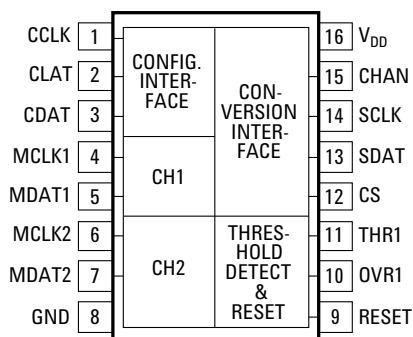 CCLK 1
CLAT 2
CDAT 3
MCLK1 4
MDAT1 5
MCLK2 6
MDAT2 7
GND 8
CONFIG.
INTER-
FACE
CH1
CH2
CON-
VERSION
INTER-
FACE
THRES-
HOLD
DETECT
&
RESET
16 VDD
15 CHAN
14 SCLK
13 SDAT
12 CS
11 THR1
10 OVR1
9 RESET